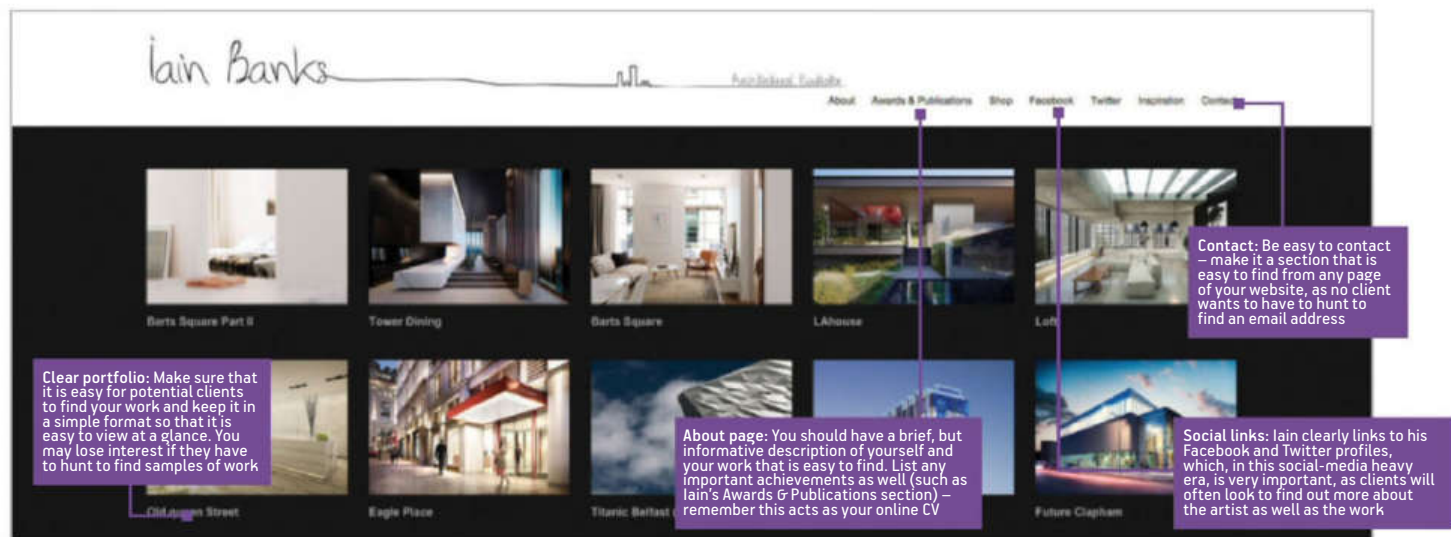 Iain Banks
About Awards & Publications Shop Facebook Twitter Inspiration Contact
Barts Square Part II
Tower Dining
Barts Square
LAhouse
Loft
Contact: Be easy to contact
– make it a section that is
easy to find from any page
of your website, as no client
wants to have to hunt to
find an email address
Clear portfolio: Make sure that
it is easy for potential clients
to find your work and keep it in
a simple format so that it is
easy to view at a glance. You
may lose interest if they have
to hunt to find samples of work
About page: You should have a brief, but
informative description of yourself and
your work that is easy to find. List any
important achievements as well (such as
Iain's Awards & Publications section) –
remember this acts as your online CV
Social links: Iain clearly links to his
Facebook and Twitter profiles,
which, in this social-media heavy
era, is very important, as clients will
often look to find out more about
the artist as well as the work
Street
Eagle Place
Titanic Belfast
Future Clapham